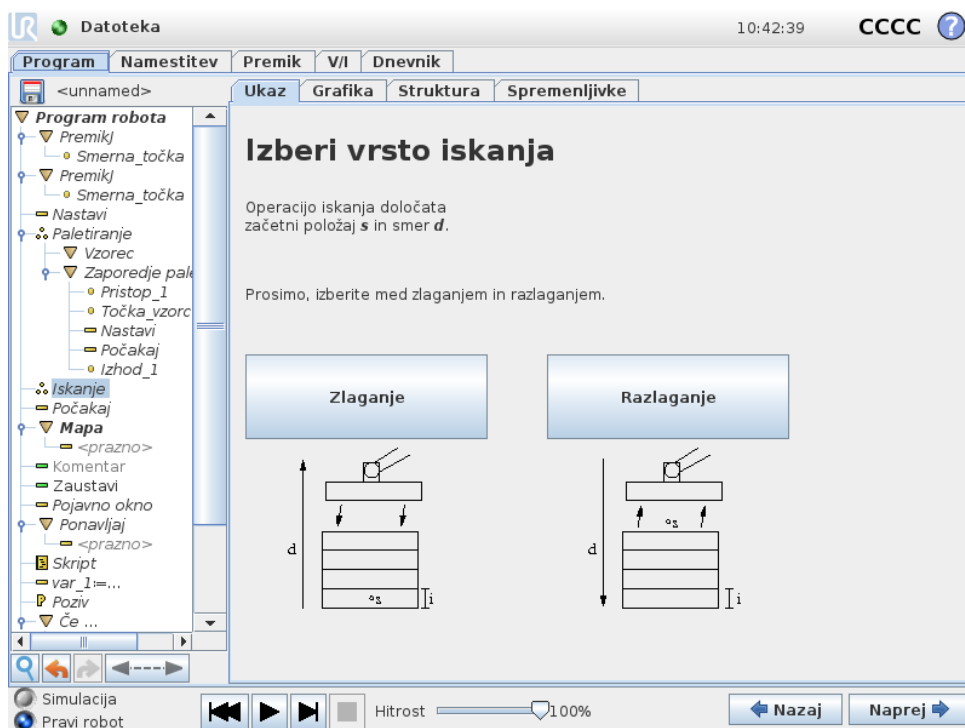 UR Datoteka 10:42:39 CCCC ?
Program Namestitev Premik V/I Dnevnik
<unnamed>
Ukaz Grafika Struktura Spremenljivke
Program robota
PremikJ
Smerna_točka
PremikJ
Smerna_točka
Nastavi
Paletiranje
Vzorec
Zaporedje pale
Pristop_1
Točka_vzorc
Nastavi
Počakaj
Izhod_1
Iskanje
Počakaj
Mapa
<prazno>
Komentar
Zaustavi
Pojavno okno
Ponavljaj
<prazno>
Skript
var_1:=...
Poziv
Če ...
Izberi vrsto iskanja
Operacijo iskanja določata
začetni položaj s in smer d.
Prosimo, izberite med zlaganjem in razlaganjem.
Zlaganje
Razlaganje
d
s
i
d
s
i
Simulacija
Pravi robot
Hitrost 100%
Nazaj
Naprej